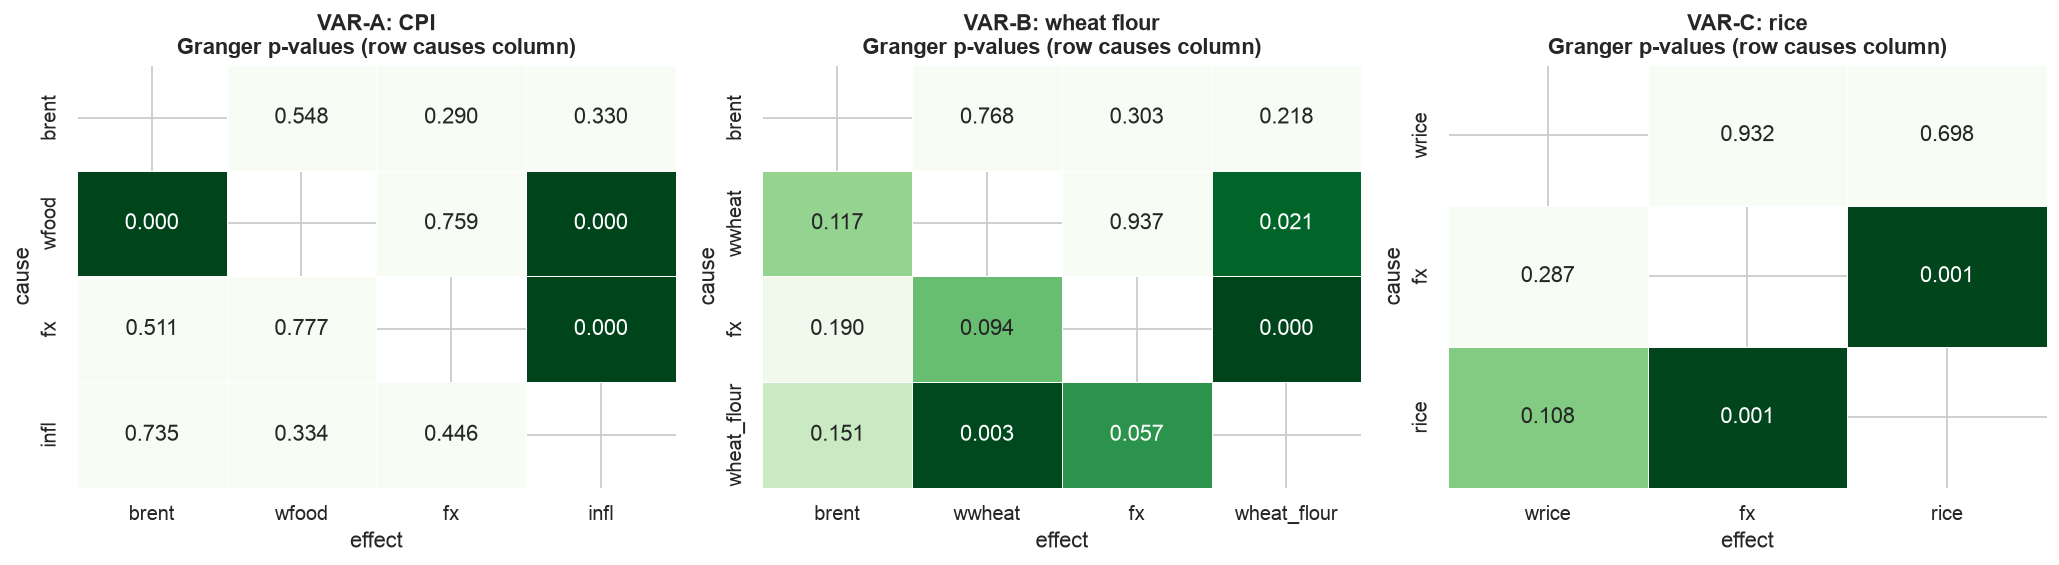 VAR-A: CPI
Granger p-values (row causes column)
cause
brent
0.548
0.290
0.330
wfood
0.000
0.759
0.000
fx
0.511
0.777
0.000
infl
0.735
0.334
0.446
brent
wfood
fx
infl
effect
VAR-B: wheat flour
Granger p-values (row causes column)
cause
brent
0.768
0.303
0.218
wwheat
0.117
0.937
0.021
fx
0.190
0.094
0.000
wheat_flour
0.151
0.003
0.057
brent
wwheat
fx
wheat_flour
effect
VAR-C: rice
Granger p-values (row causes column)
cause
wrice
0.932
0.698
fx
0.287
0.001
rice
0.108
0.001
wrice
fx
rice
effect